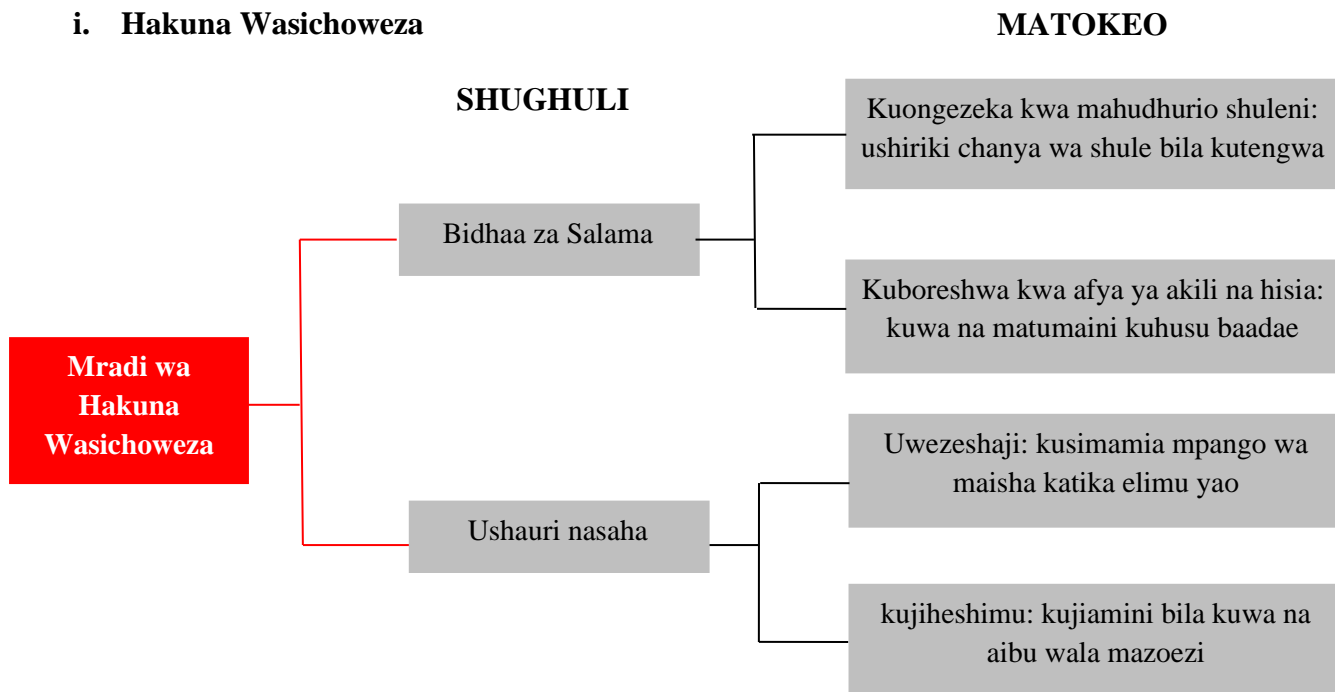 i. Hakuna Wasichoweza
MATOKEO
SHUGHULI
Kuongezeka kwa mahudhurio shuleni:
ushiriki chanya wa shule bila kutengwa
Bidhaa za Salama
Kuboreshwa kwa afya ya akili na hisia:
kuwa na matumaini kuhusu baadae
Mradi wa
Hakuna
Wasichoweza
Uwezeshaji: kusimamia mpango wa
maisha katika elimu yao
Ushauri nasaha
kujiheshimu: kujiamini bila kuwa na
aibu wala mazoezi